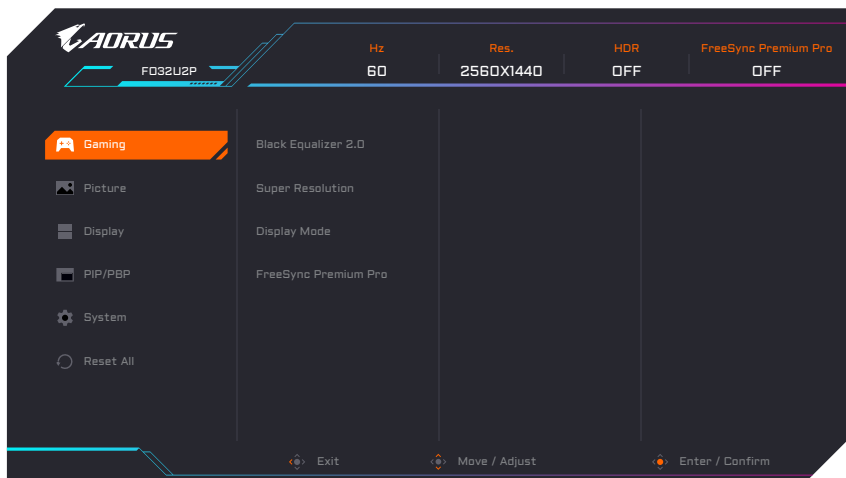 AORUS
FO32U2P
Hz Res. HDR FreeSync Premium Pro
60 2560X1440 OFF OFF
Gaming Black Equalizer 2.0
Picture Super Resolution
Display Display Mode
PIP/PBP FreeSync Premium Pro
System
Reset All
Exit Move / Adjust Enter / Confirm